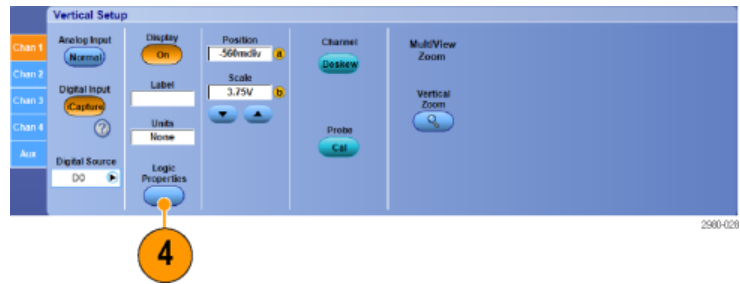 Vertical Setup
Chan 1
Chan 2
Chan 3
Chan 4
Aux
Analog Input
Normal
Digital Input
iCapture
?
Digital Source
D0
Display
On
Label
Units
None
Logic
Properties
Position
-560mdiv
a
Scale
3.75V
b
Channel
Deskew
Probe
Cal
MultiView
Zoom
Vertical
Zoom
4
2980-028